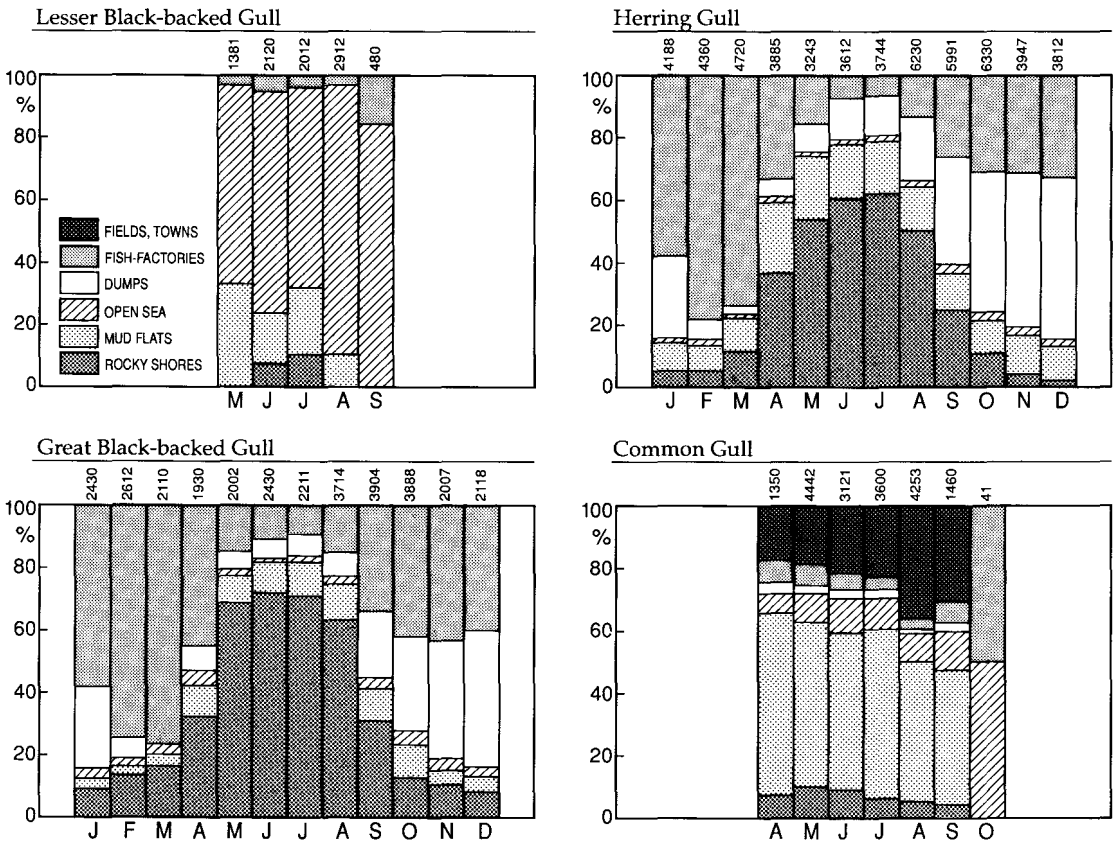 Lesser Black-backed Gull
1381 2120 2012 2912 480
100
%
80
60
40
20
0
FIELDS, TOWNS
FISH-FACTORIES
DUMPS
OPEN SEA
MUD FLATS
ROCKY SHORES
M J J A S
Herring Gull
4188 4360 4720 3885 3243 3612 3744 6230 5991 6330 3947 3812
100
%
80
60
40
20
0
J F M A M J J A S O N D
Great Black-backed Gull
2430 2612 2110 1930 2002 2430 2211 3714 3904 3888 2007 2118
100
%
80
60
40
20
0
J F M A M J J A S O N D
Common Gull
1350 4442 3121 3600 4253 1460 41
100
%
80
60
40
20
0
A M J J A S O